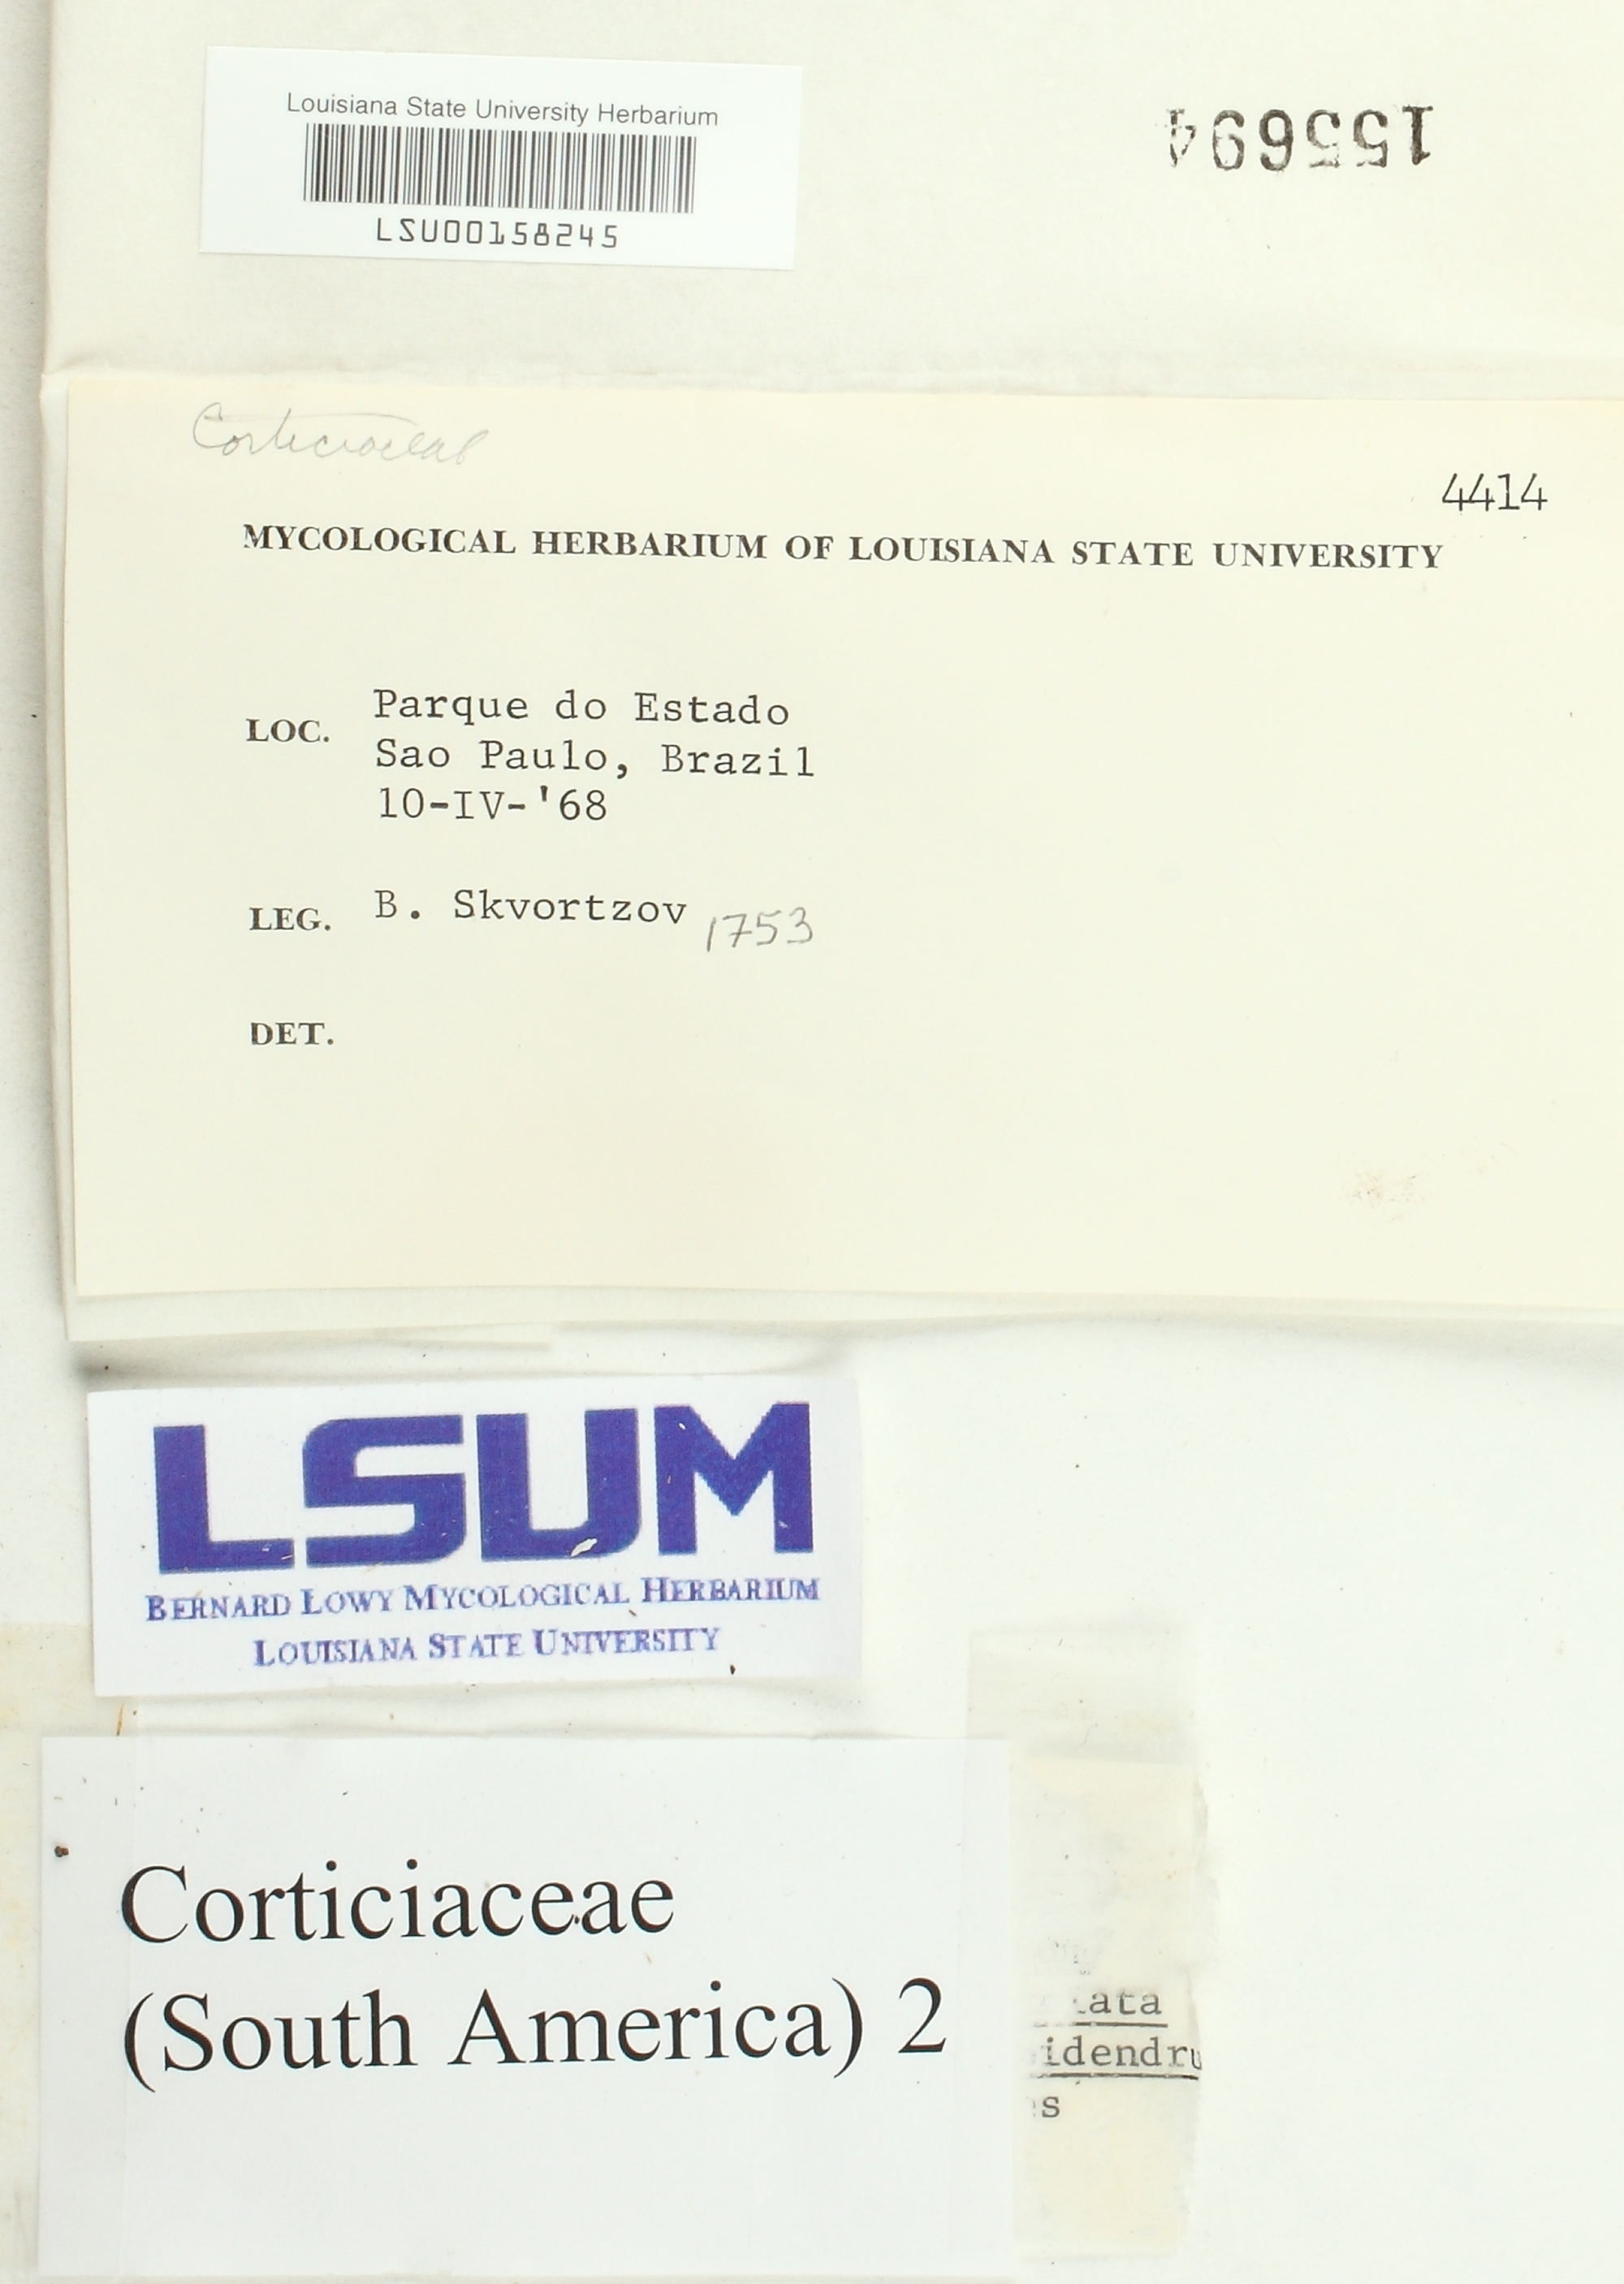 Louisiana State University Herbarium
LSU00158245
155694
Corticiaceae
4414
MYCOLOGICAL HERBARIUM OF LOUISIANA STATE UNIVERSITY
LOC. Parque do Estado
Sao Paulo, Brazil
10-IV-'68
LEG. B. Skvortzov 1753
DET.
LSUM
BERNARD LOWY MYCOLOGICAL HERBARIUM
LOUISIANA STATE UNIVERSITY
Corticiaceae
(South America) 2
ata
idendru
s